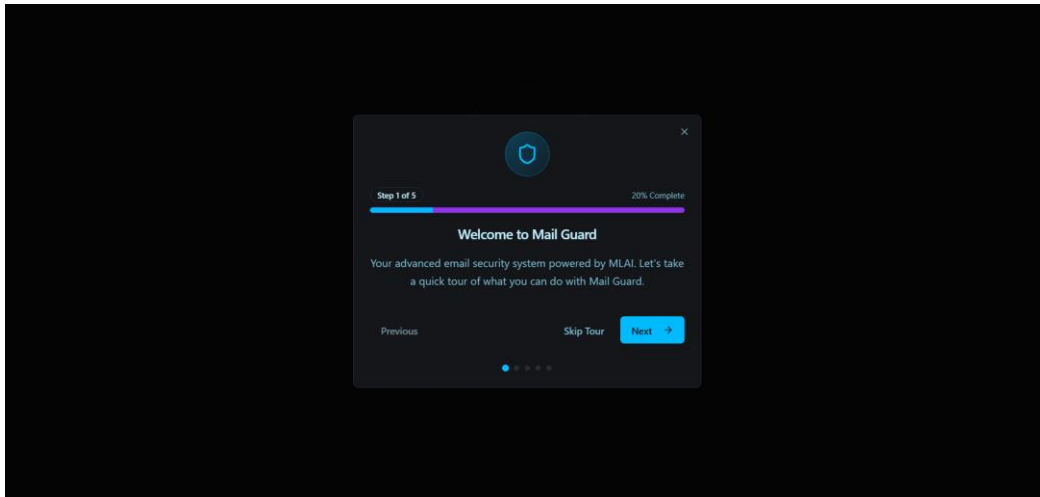 Step 1 of 5
20% Complete
Welcome to Mail Guard
Your advanced email security system powered by MLAI. Let's take
a quick tour of what you can do with Mail Guard.
Previous
Skip Tour
Next